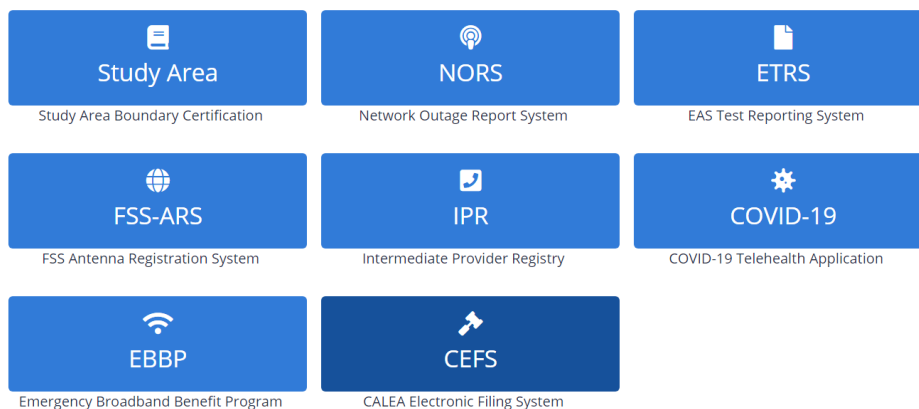 Study Area
Study Area Boundary Certification
NORS
Network Outage Report System
ETRS
EAS Test Reporting System
FSS-ARS
FSS Antenna Registration System
IPR
Intermediate Provider Registry
COVID-19
COVID-19 Telehealth Application
EBBP
Emergency Broadband Benefit Program
CEFS
CALEA Electronic Filing System